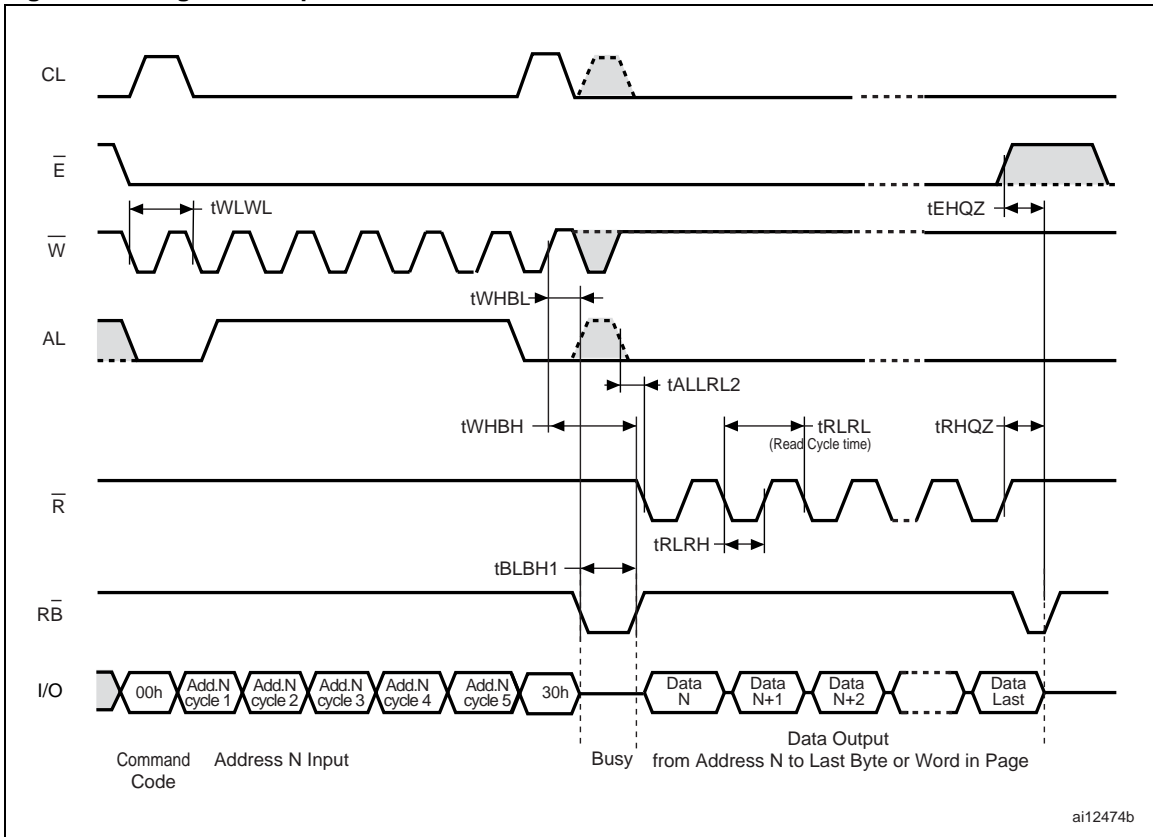 CL
E
tWLWL
tEHQZ
W
tWHBL
AL
tALLRL2
tWHBH
tRLRL
tRHQZ
(Read Cycle time)
R
tRLRH
tBLBH1
RB
I/O
00h
Add.N cycle 1
Add.N cycle 2
Add.N cycle 3
Add.N cycle 4
Add.N cycle 5
30h
Data N
Data N+1
Data N+2
Data Last
Command Code
Address N Input
Busy
Data Output
from Address N to Last Byte or Word in Page
ai12474b